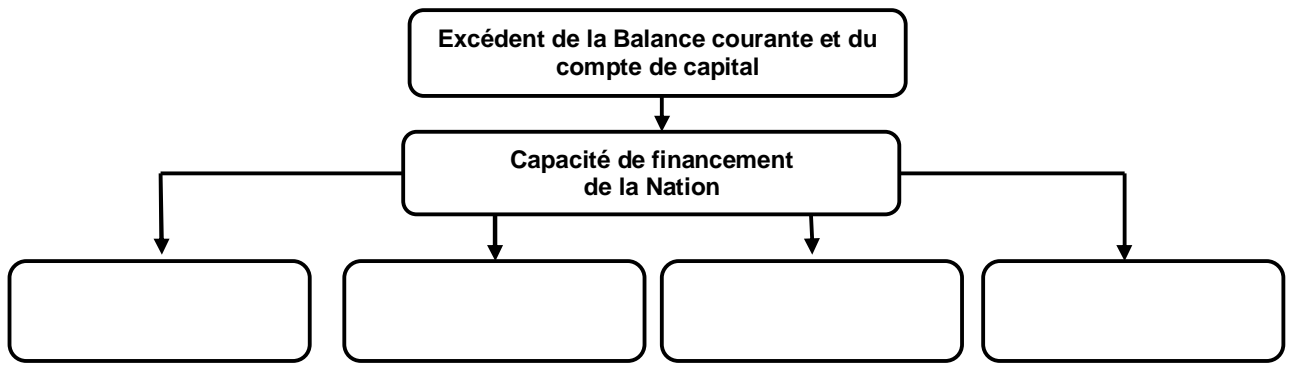 Excédent de la Balance courante et du
compte de capital
Capacité de financement
de la Nation